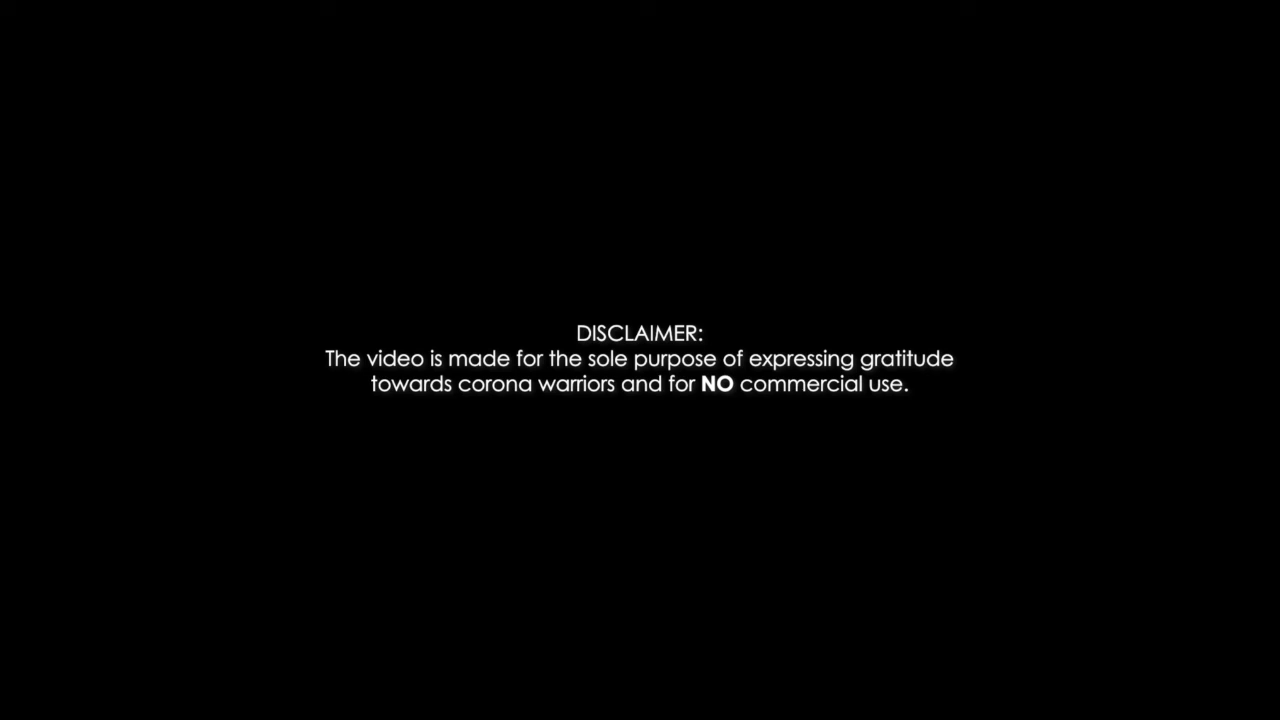 DISCLAIMER:
The video is made for the sole purpose of expressing gratitude
towards corona warriors and for NO commercial use.